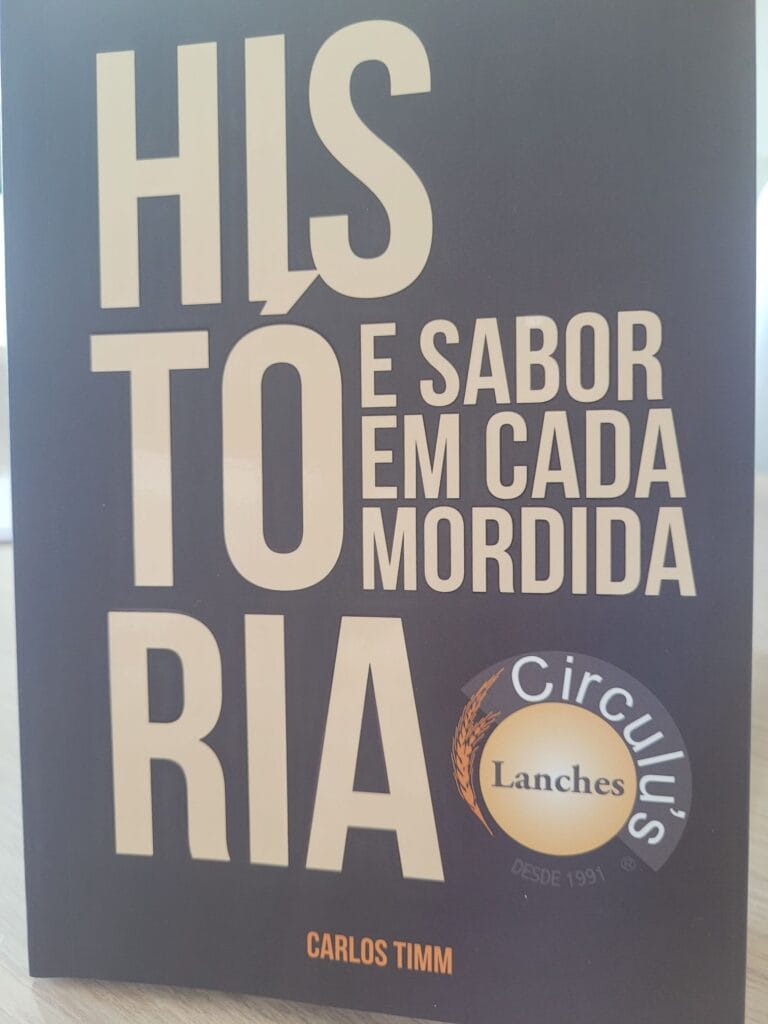 HIS
TÓ
RIA
E SABOR
EM CADA
MORDIDA
Circulu's
Lanches
DESDE 1991 ®
CARLOS TIMM